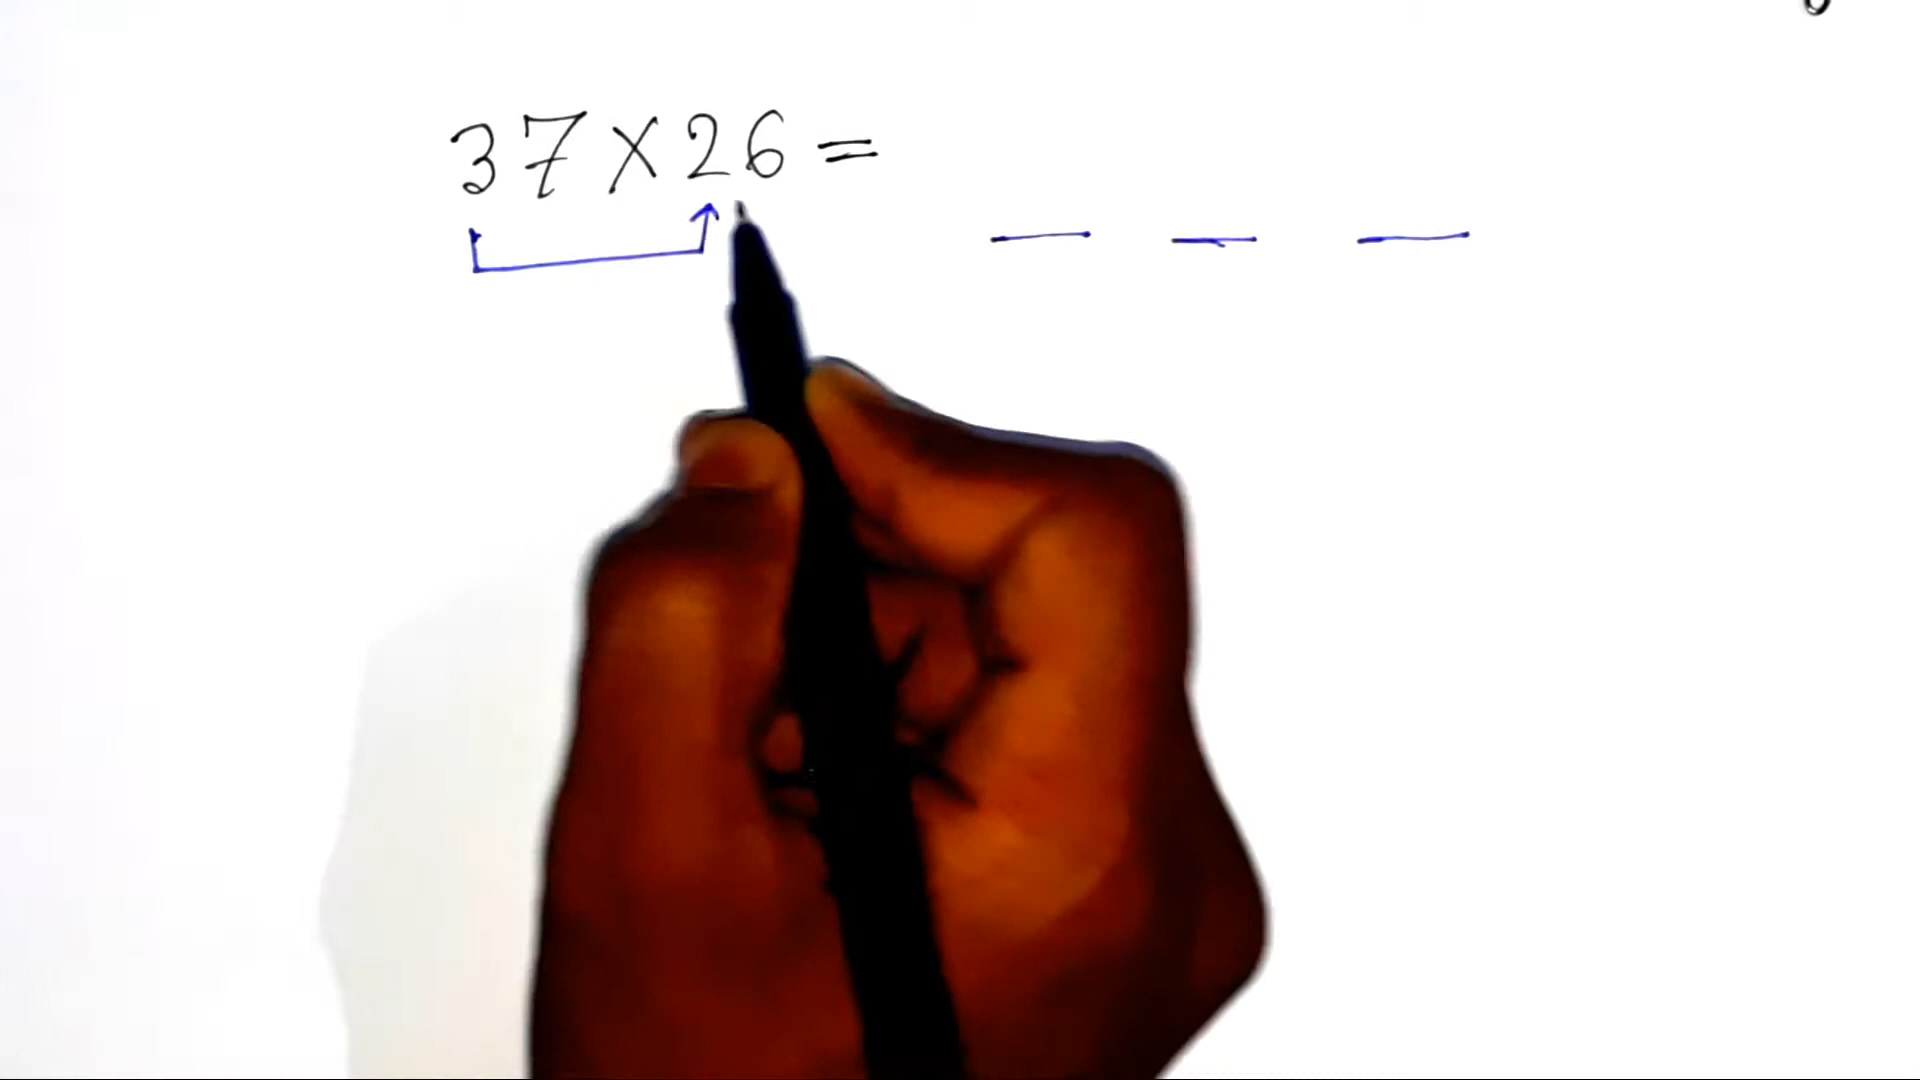 37×26=
_ _ _